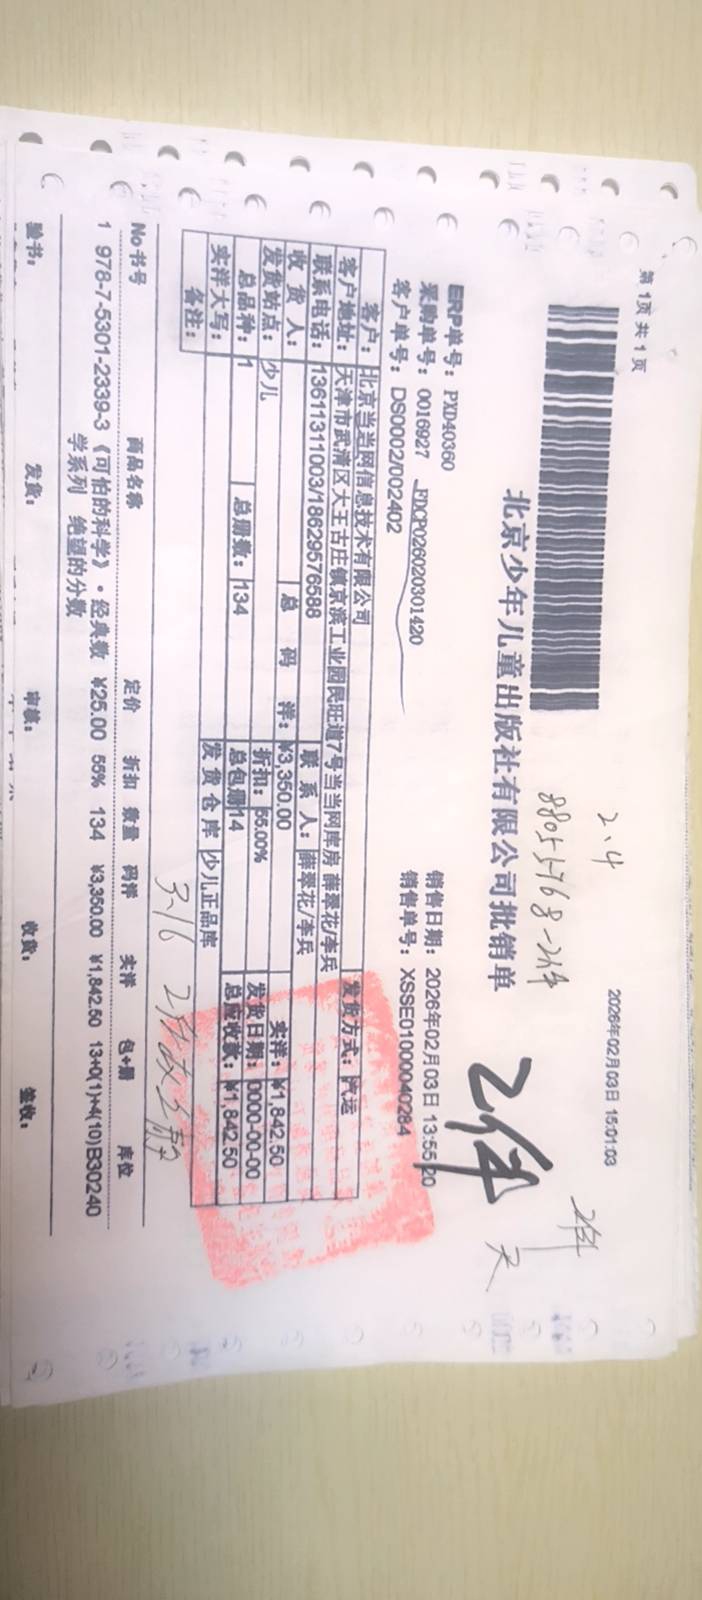 第 1页 共 1 页
2026年02月03日 15:01:03
2.4
88055768-2件
2件
天
北京少年儿童出版社有限公司批销单
2件
ERP单号： PXD40360
采购单号： 0016927 FDCP026020301420
销售日期： 2026年02月03日 13:55:20
客户单号： DS0002/002402
销售单号： XSSE01000040284
客户： 北京当当网信息技术有限公司
客户地址： 天津市武清区大王古庄镇京滨工业园民旺道7号当当网库房 薛翠花/李兵 发货方式： 汽运
联系电话： 13611311003/18629576588 联 系 人： 薛翠花/李兵
收 货 人： 总 码 洋： ¥3,350.00 实洋： ¥1,842.50
发货站点： 少儿 折扣： 55.00% 发货日期： 0000-00-00
总品种： 1 总册数： 134 总包册 14 总应收款： ¥1,842.50
实洋大写： 发 货 仓 库 少儿正品库
备注：
3-16 2件
No 书号 商品名称 定价 折扣 数量 码洋 实洋 包+册 库位
1 978-7-5301-2339-3 《可怕的科学》·经典数 ¥25.00 55% 134 ¥3,350.00 ¥1,842.50 13+0(1)+4(10)B30240
学系列 绝望的分数
验书： 发货： 审核： 收货： 签收：